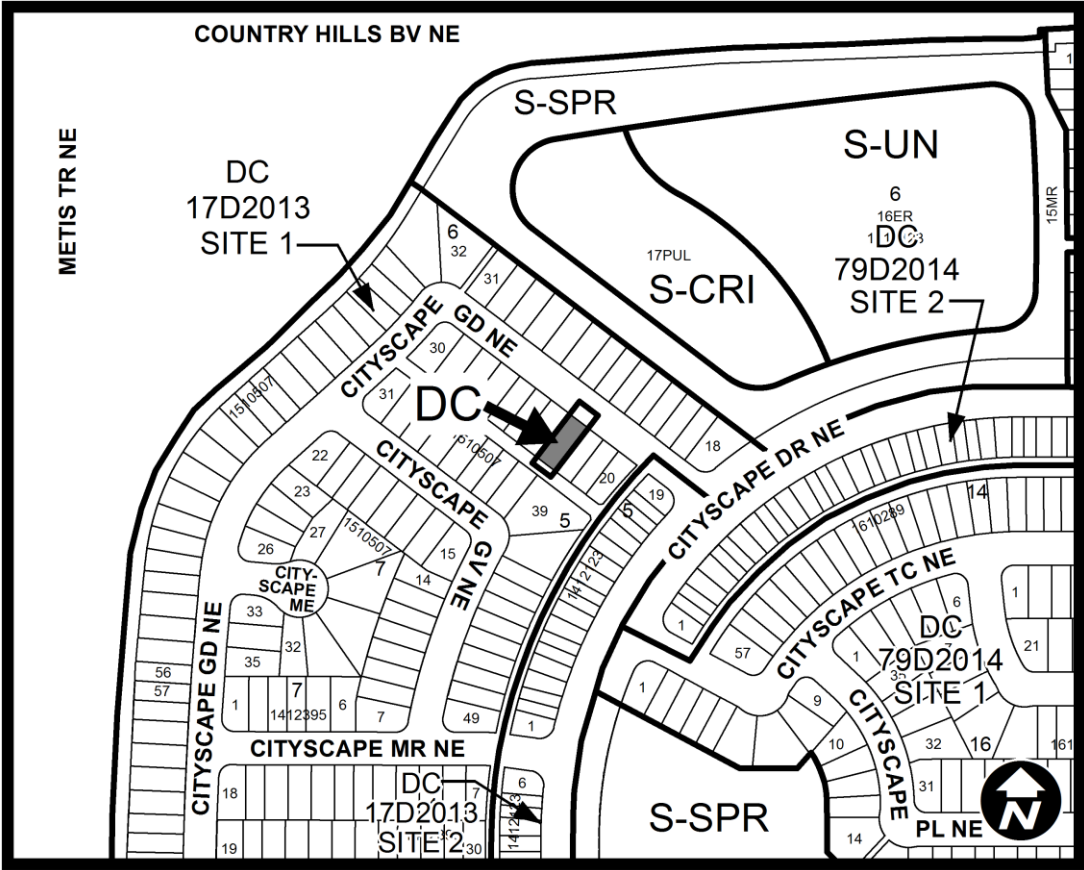 COUNTRY HILLS BV NE
METIS TR NE
S-SPR
S-UN
6
16ER
DC
79D2014
SITE 2
15MR
1
17PUL
S-CRI
DC
17D2013
SITE 1
6
32
31
CITYSCAPE
GD NE
30
31
DC
1510507
18
CITYSCAPE DR NE
20
19
5
39
5
22
23
27
26
1510507
1
CITYSCAPE
GV NE
15
14
CITY-
SCAPE
ME
33
32
35
1
7
1412395
6
7
49
1
1
56
57
CITYSCAPE GD NE
CITYSCAPE MR NE
18
19
7
30
DC
17D2013
SITE 2
6
14
1610289
CITYSCAPE TC NE
57
1
6
1
21
DC
79D2014
SITE 1
1
9
10
CITYSCAPE
PL NE
32
16
161
31
14
S-SPR
N
1510507